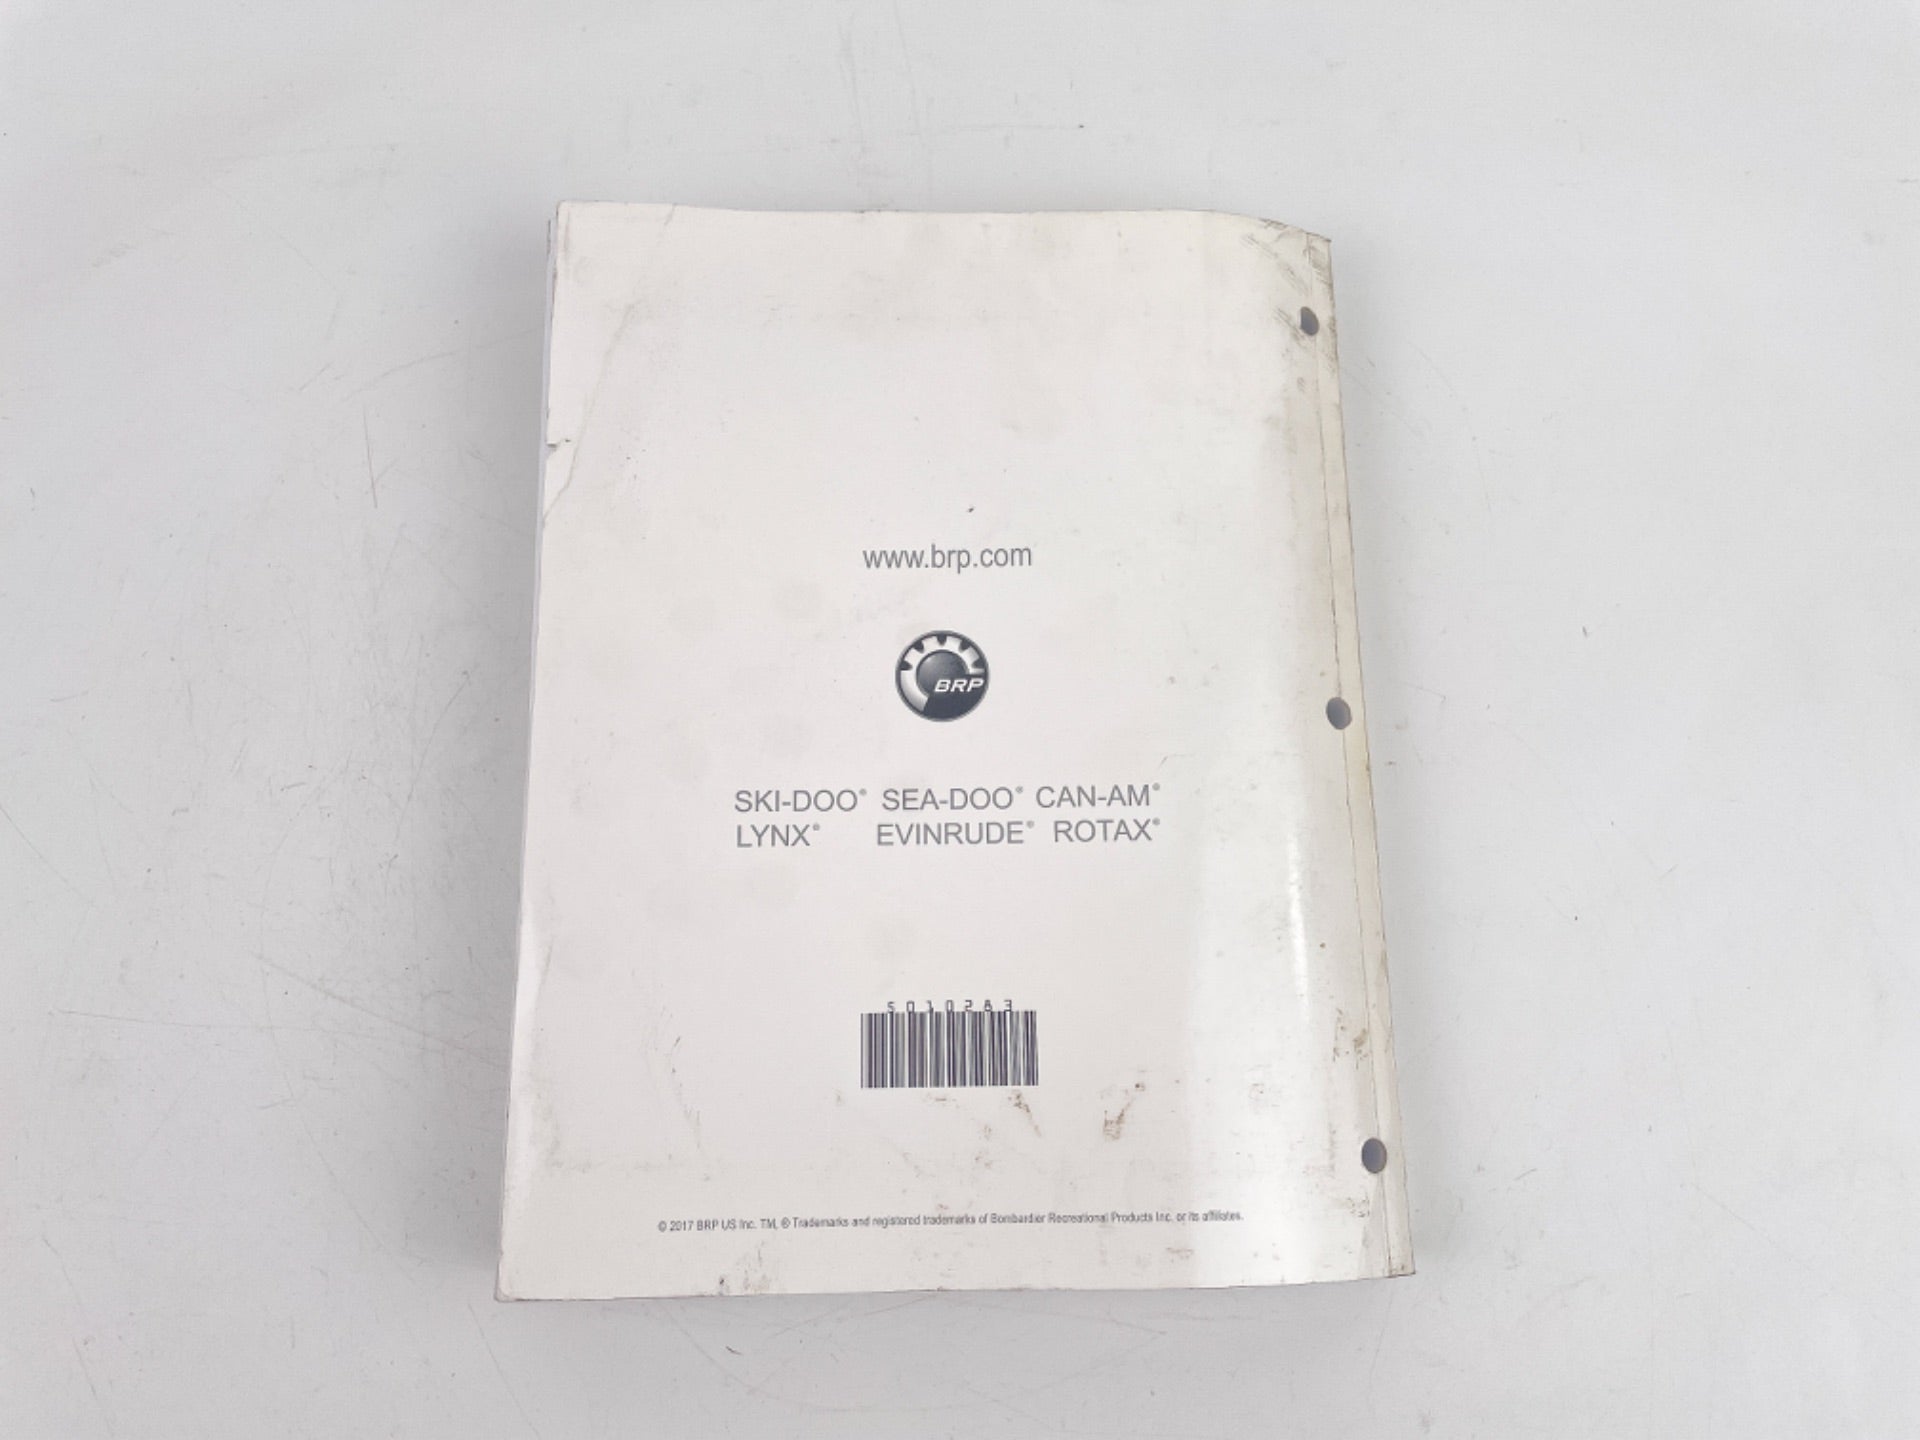 www.brp.com
BRP
SKI-DOO® SEA-DOO® CAN-AM®
LYNX® EVINRUDE® ROTAX®
5010283
© 2017 BRP US Inc. TM, ® Trademarks and registered trademarks of Bombardier Recreational Products Inc. or its affiliates.